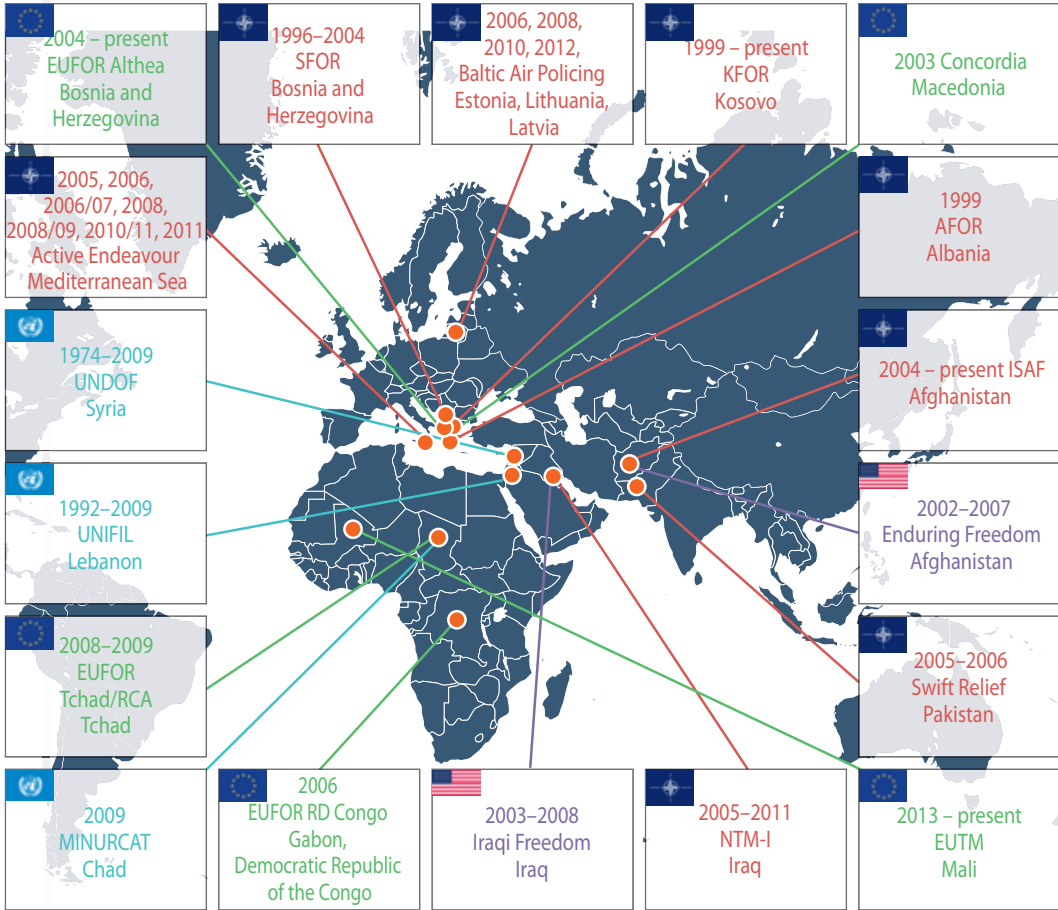 2004 – present
EUFOR Althea
Bosnia and
Herzegovina
1996–2004
SFOR
Bosnia and
Herzegovina
2006, 2008,
2010, 2012,
Baltic Air Policing
Estonia, Lithuania,
Latvia
1999 – present
KFOR
Kosovo
2003 Concordia
Macedonia
2005, 2006,
2006/07, 2008,
2008/09, 2010/11, 2011
Active Endeavour
Mediterranean Sea
1999
AFOR
Albania
1974–2009
UNDOF
Syria
2004 – present ISAF
Afghanistan
1992–2009
UNIFIL
Lebanon
2002–2007
Enduring Freedom
Afghanistan
2008–2009
EUFOR
Tchad/RCA
Tchad
2005–2006
Swift Relief
Pakistan
2009
MINURCAT
Chad
2006
EUFOR RD Congo
Gabon,
Democratic Republic
of the Congo
2003–2008
Iraqi Freedom
Iraq
2005–2011
NTM-I
Iraq
2013 – present
EUTM
Mali